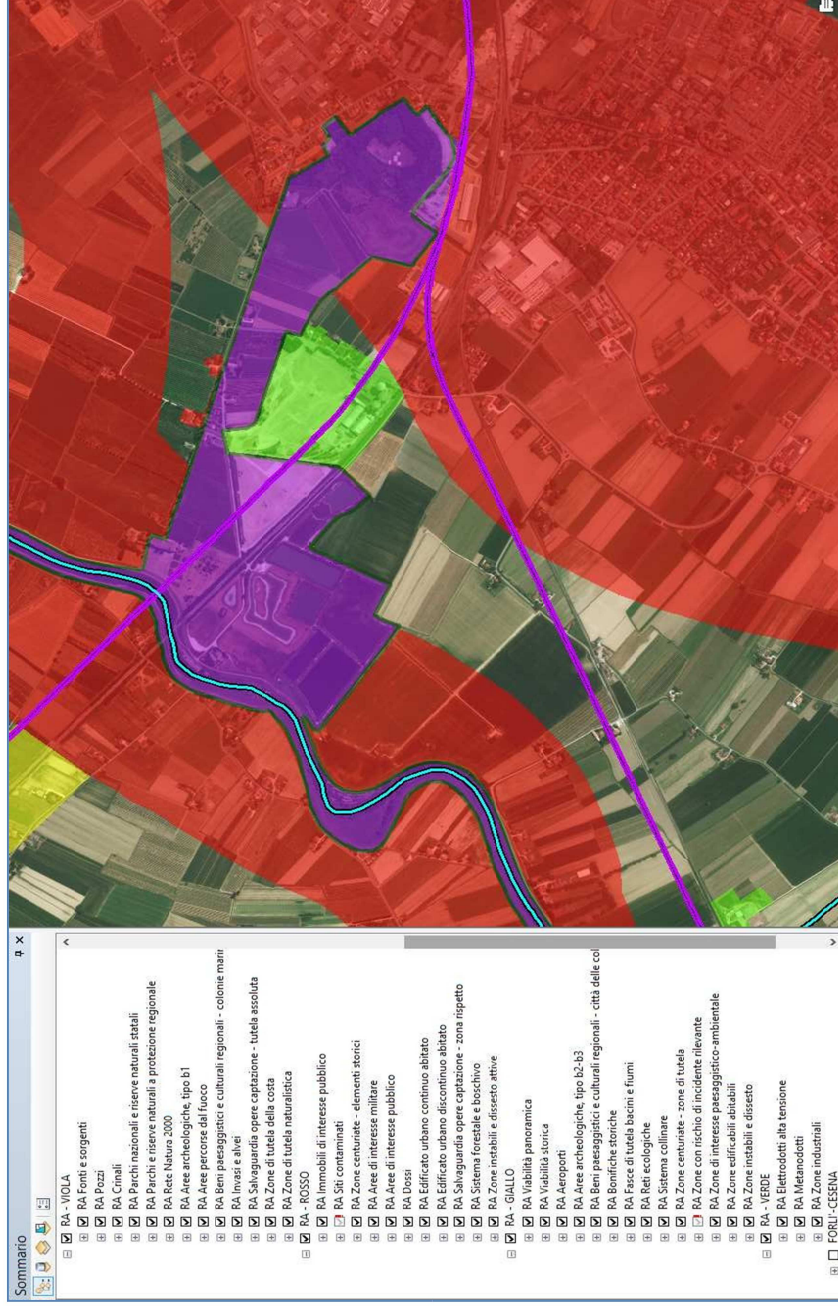 Sommario
RA - VIOLA
RA Fonti e sorgenti
RA Pozzi
RA Crinali
RA Parchi nazionali e riserve naturali statali
RA Parchi e riserve naturali a protezione regionale
RA Rete Natura 2000
RA Aree archeologiche, tipo b1
RA Aree percorse dal fuoco
RA Beni paesaggistici e culturali regionali - colonie marin
RA Invasi e alvei
RA Salvaguardia opere captazione - tutela assoluta
RA Zone di tutela della costa
RA Zone di tutela naturalistica
RA - ROSSO
RA Immobili di interesse pubblico
RA Siti contaminati
RA Zone centuriate - elementi storici
RA Aree di interesse militare
RA Aree di interesse pubblico
RA Dossi
RA Edificato urbano continuo abitato
RA Edificato urbano discontinuo abitato
RA Salvaguardia opere captazione - zona rispetto
RA Sistema forestale e boschivo
RA Zone instabili e dissesto attive
RA - GIALLO
RA Viabilità panoramica
RA Viabilità storica
RA Aeroporti
RA Aree archeologiche, tipo b2-b3
RA Beni paesaggistici e culturali regionali - città delle col
RA Bonifiche storiche
RA Fasce di tutela bacini e fiumi
RA Reti ecologiche
RA Sistema collinare
RA Zone centuriate - zone di tutela
RA Zone con rischio di incidente rilevante
RA Zone di interesse paesaggistico-ambientale
RA Zone edificabili abitabili
RA Zone instabili e dissesto
RA - VERDE
RA Elettrodotti alta tensione
RA Metanodotti
RA Zone industriali
FORLI'-CESENA